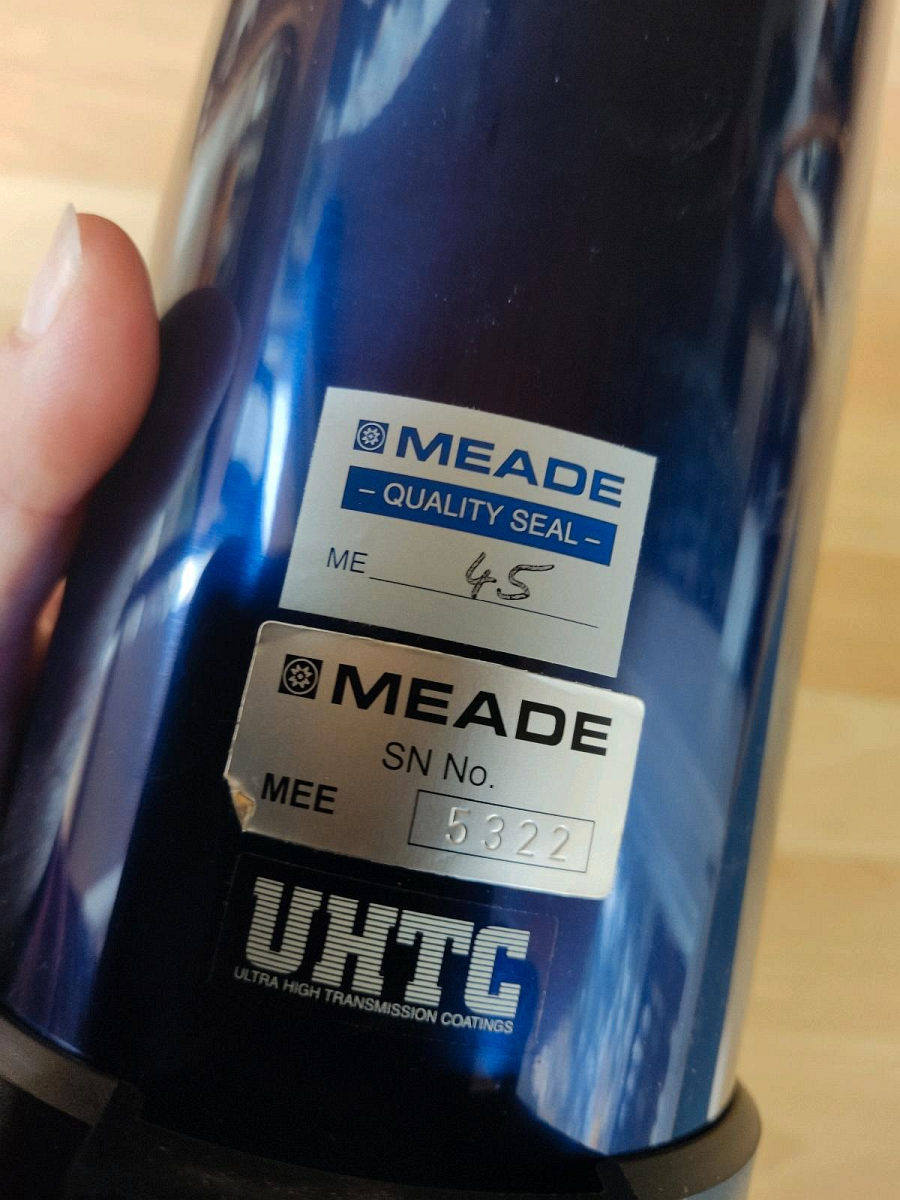 MEADE
– QUALITY SEAL –
ME 45
MEADE
SN No.
MEE 5322
UHTC
ULTRA HIGH TRANSMISSION COATINGS